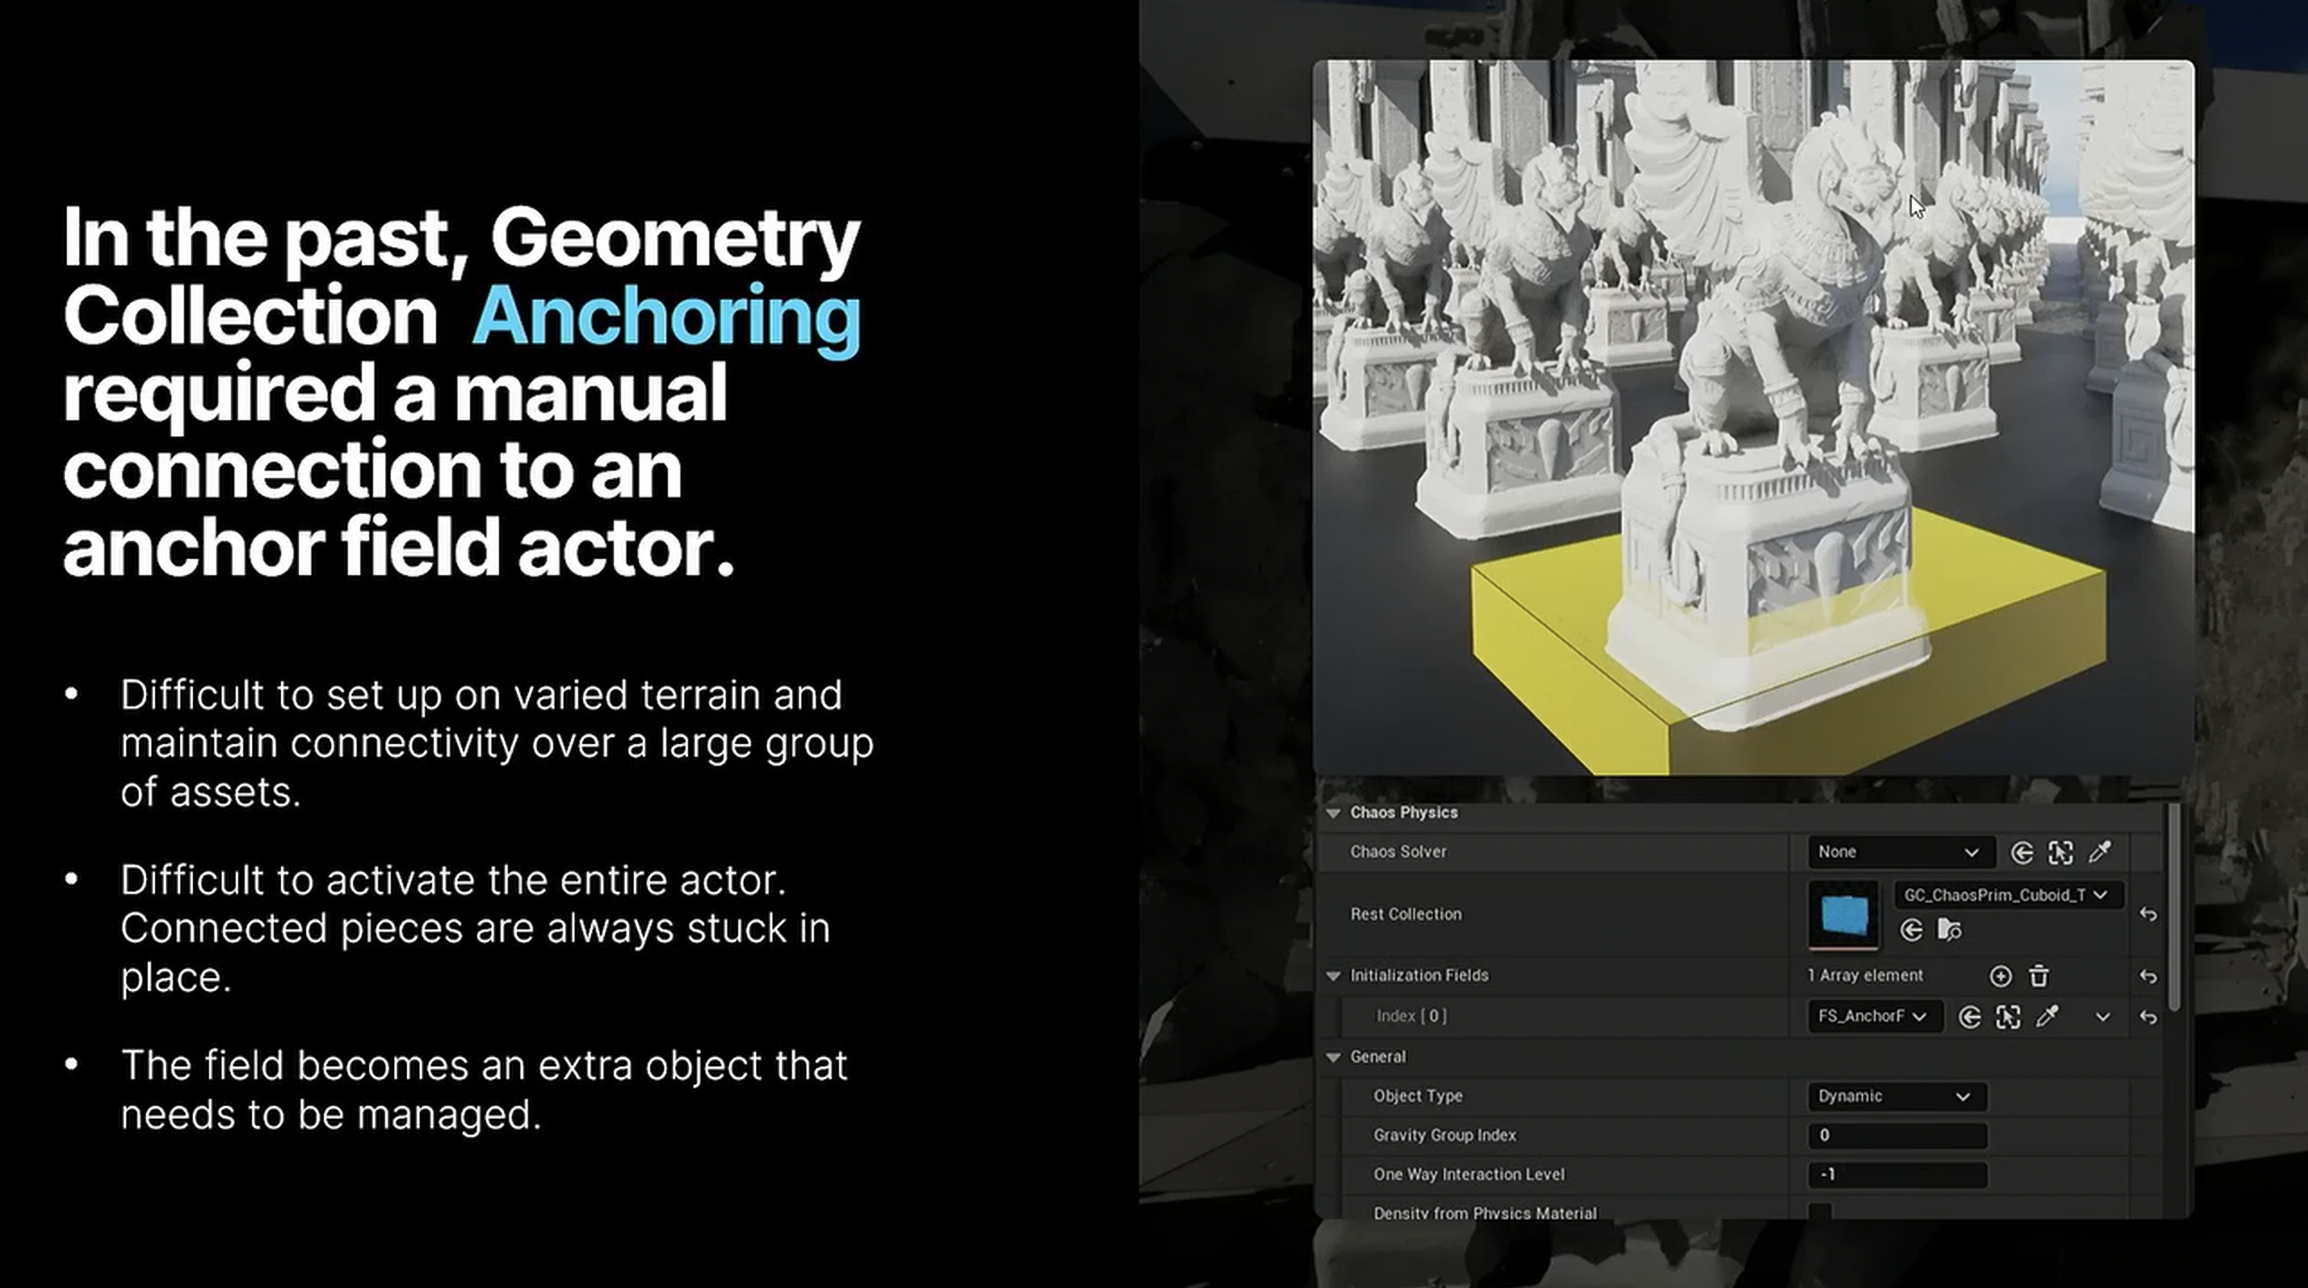 In the past, Geometry
Collection Anchoring
required a manual
connection to an
anchor field actor.
• Difficult to set up on varied terrain and
maintain connectivity over a large group
of assets.
• Difficult to activate the entire actor.
Connected pieces are always stuck in
place.
• The field becomes an extra object that
needs to be managed.
Chaos Physics
Chaos Solver None
Rest Collection GC_ChaosPrim_Cuboid_T
Initialization Fields 1 Array element
Index [ 0 ] FS_AnchorF
General
Object Type Dynamic
Gravity Group Index 0
One Way Interaction Level -1
Density from Physics Material